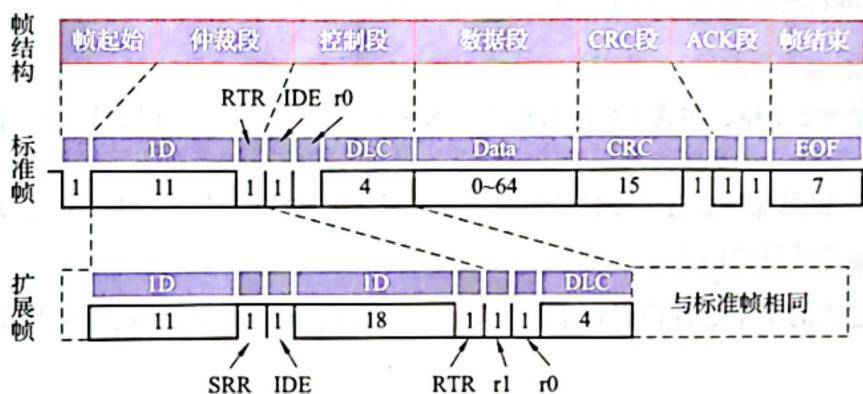 帧结构
帧起始 仲裁段 控制段 数据段 CRC段 ACK段 帧结束
RTR IDE r0
标准帧
1D DLC Data CRC EOF
1 11 1 1 4 0~64 15 1 1 1 7
扩展帧
1D 1D DLC
11 1 1 18 1 1 1 4
与标准帧相同
SRR IDE RTR r1 r0